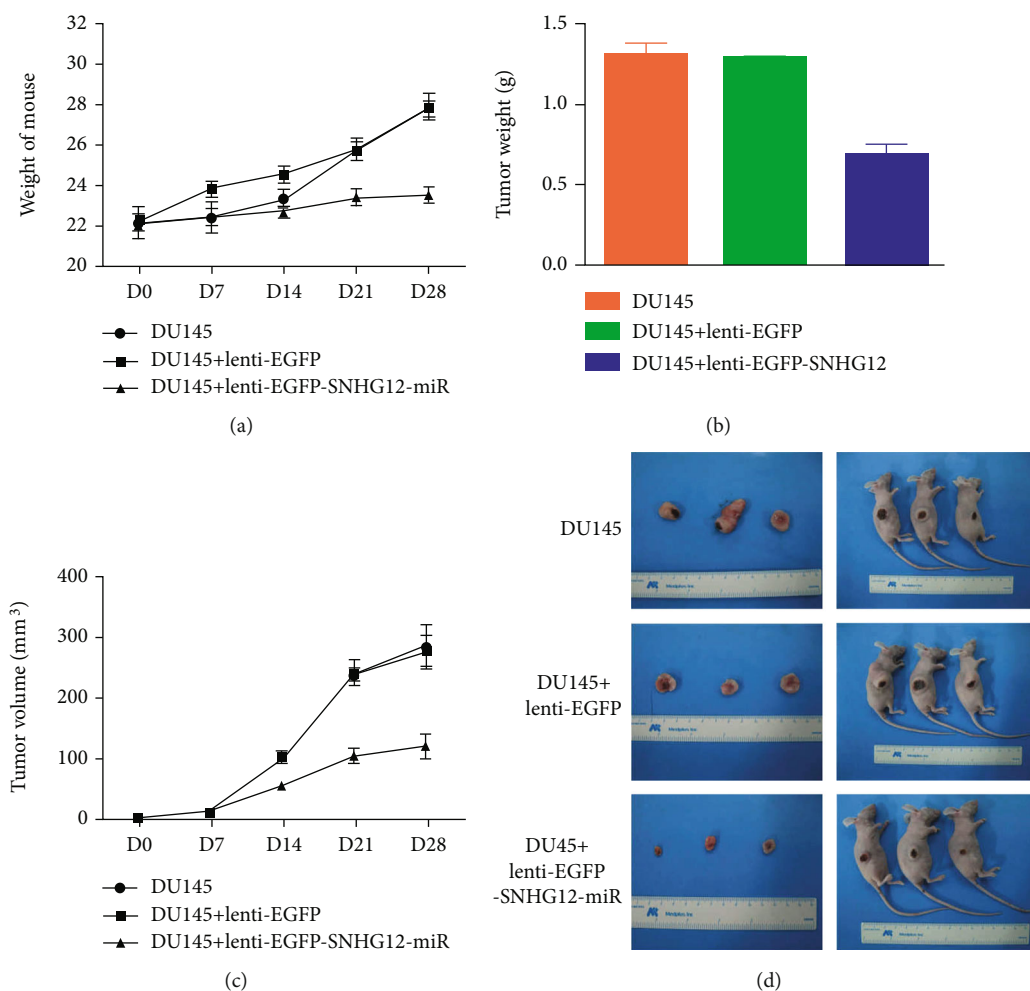 Weight of mouse
32
30
28
26
24
22
20
D0 D7 D14 D21 D28
DU145
DU145+lenti-EGFP
DU145+lenti-EGFP-SNHG12-miR
(a)
Tumor weight (g)
1.5
1.0
0.5
0.0
DU145
DU145+lenti-EGFP
DU145+lenti-EGFP-SNHG12
(b)
Tumor volume (mm³)
400
300
200
100
0
D0 D7 D14 D21 D28
DU145
DU145+lenti-EGFP
DU145+lenti-EGFP-SNHG12-miR
(c)
DU145
DU145+
lenti-EGFP
DU45+
lenti-EGFP
-SNHG12-miR
(d)